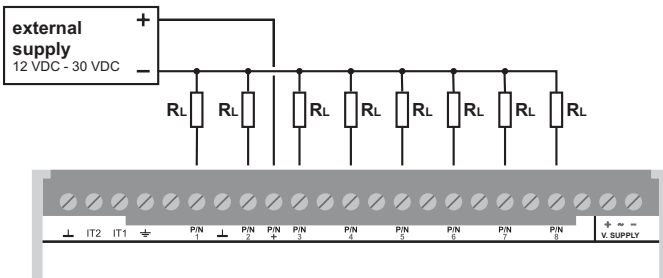 external
supply
12 VDC - 30 VDC
+
−
RL RL RL RL RL RL RL RL
⊥ IT2 IT1 ⏚ P/N 1 ⊥ P/N 2 P/N + P/N 3 P/N 4 P/N 5 P/N 6 P/N 7 P/N 8 + ~ −
V. SUPPLY